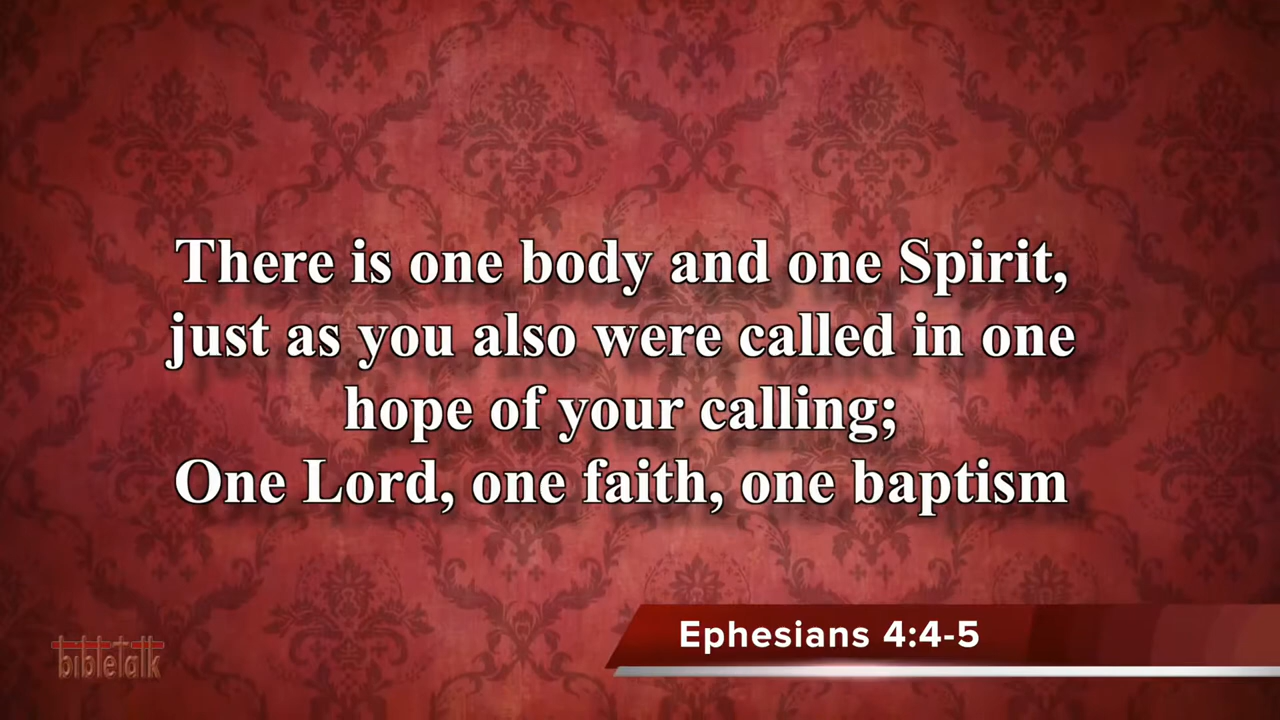 There is one body and one Spirit,
just as you also were called in one
hope of your calling;
One Lord, one faith, one baptism
Ephesians 4:4-5
bibletalk